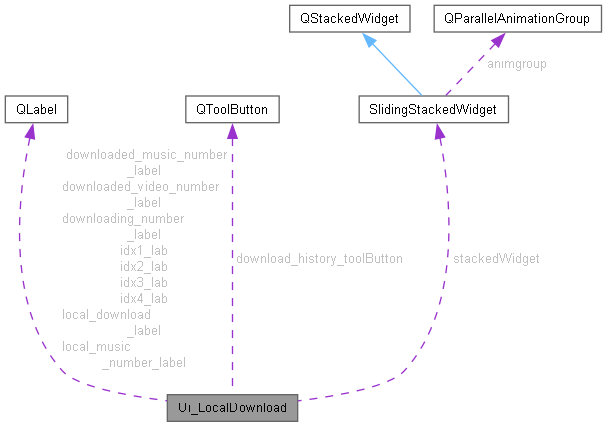 QStackedWidget
QParallelAnimationGroup
animgroup
QLabel
QToolButton
SlidingStackedWidget
downloaded_music_number
_label
downloaded_video_number
_label
downloading_number
_label
idx1_lab
idx2_lab
idx3_lab
idx4_lab
local_download
_label
local_music
_number_label
download_history_toolButton
stackedWidget
Ui_LocalDownload